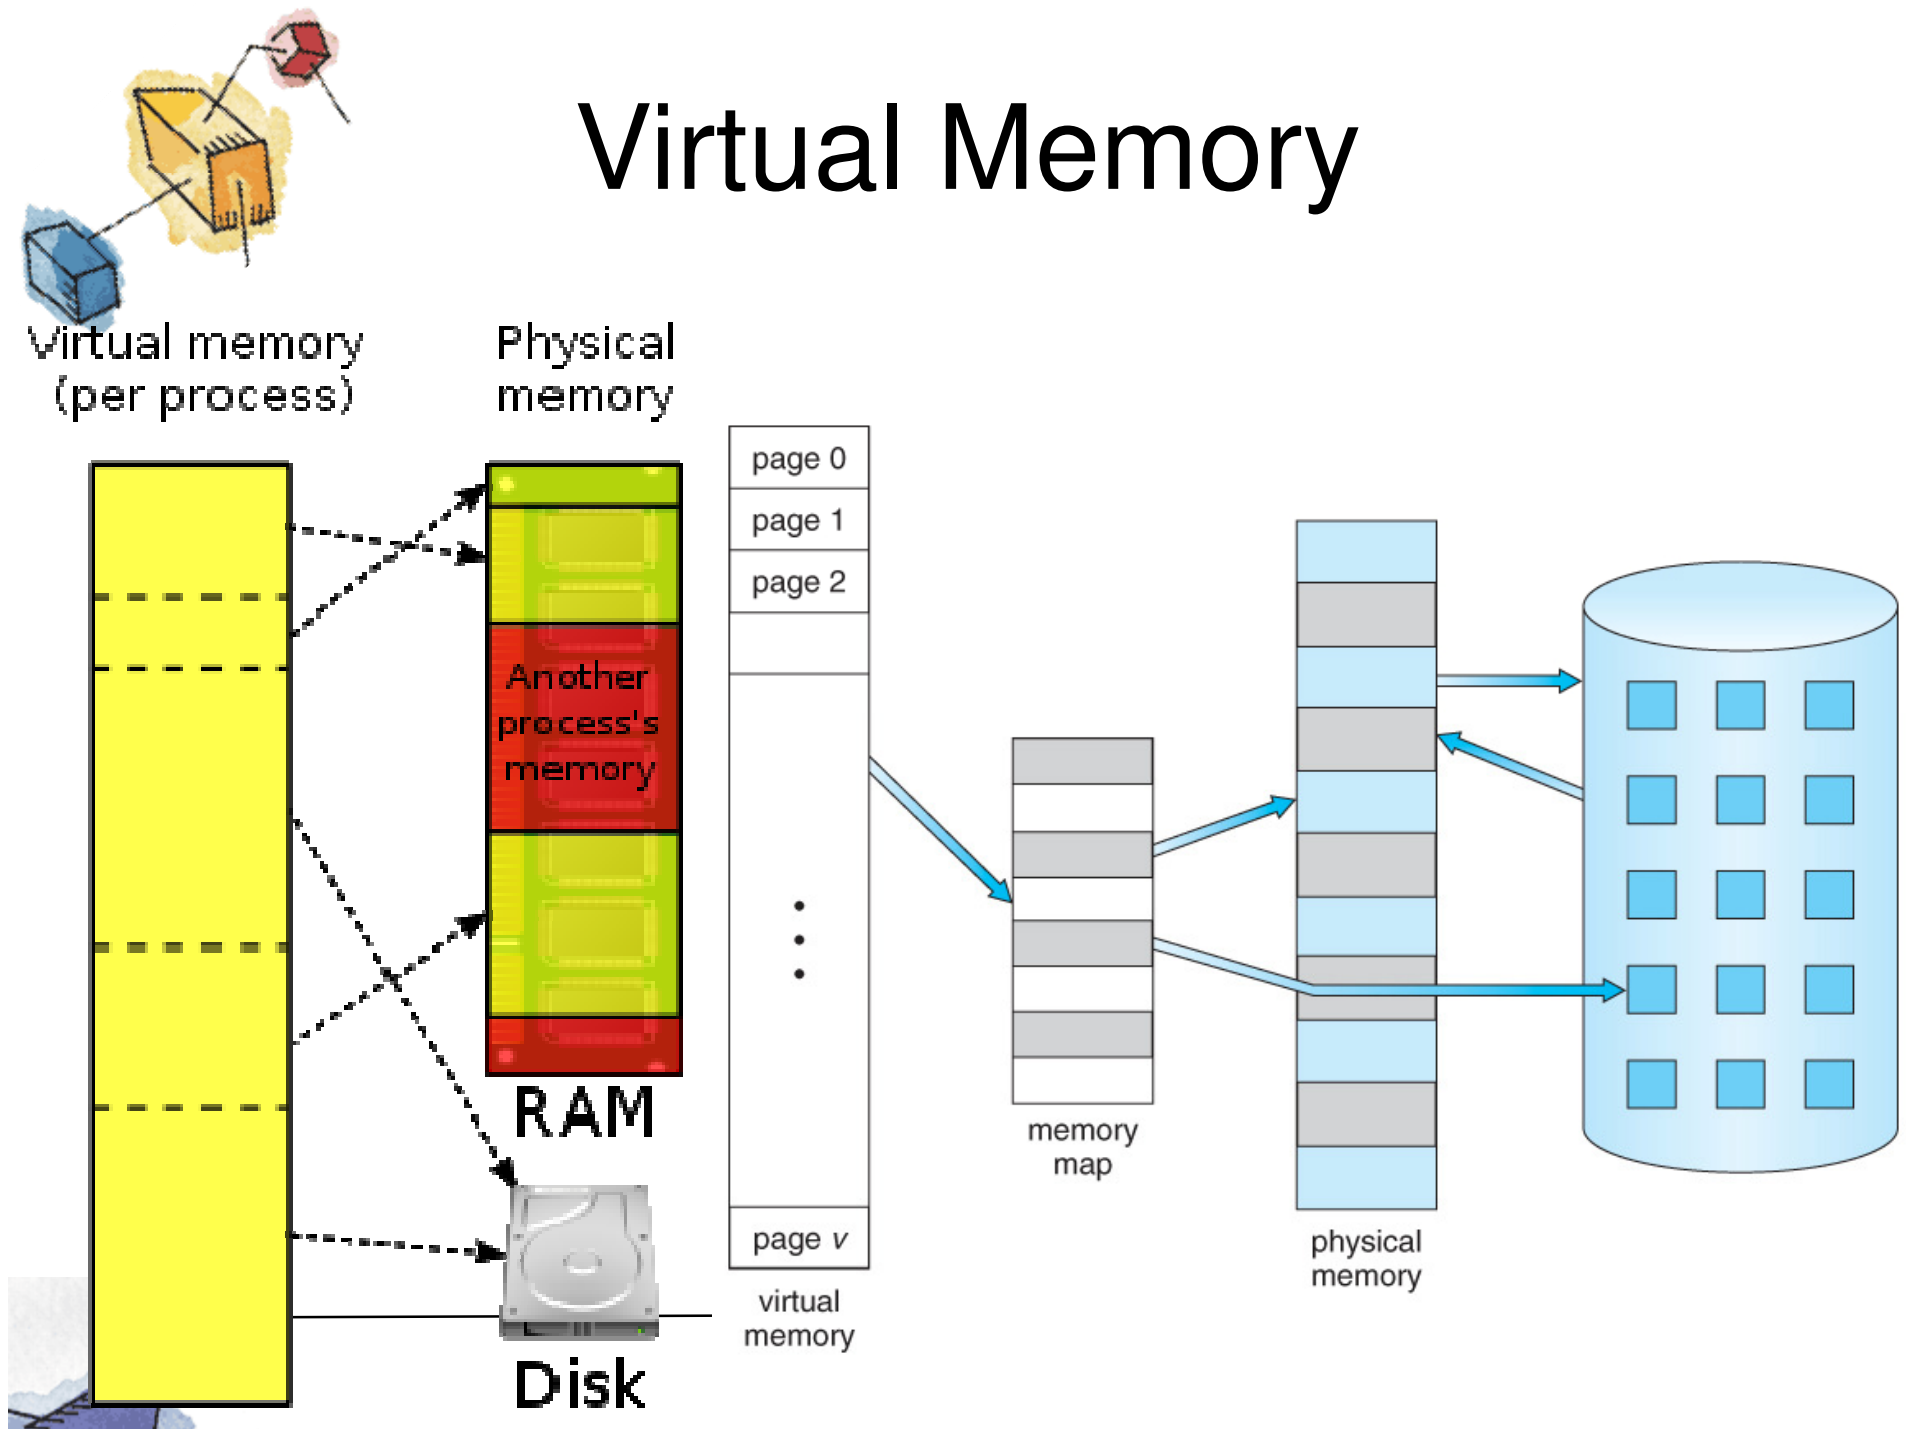 Virtual Memory
Virtual memory
(per process)
Physical
memory
Another
process's
memory
RAM
Disk
page 0
page 1
page 2
page v
virtual
memory
memory
map
physical
memory